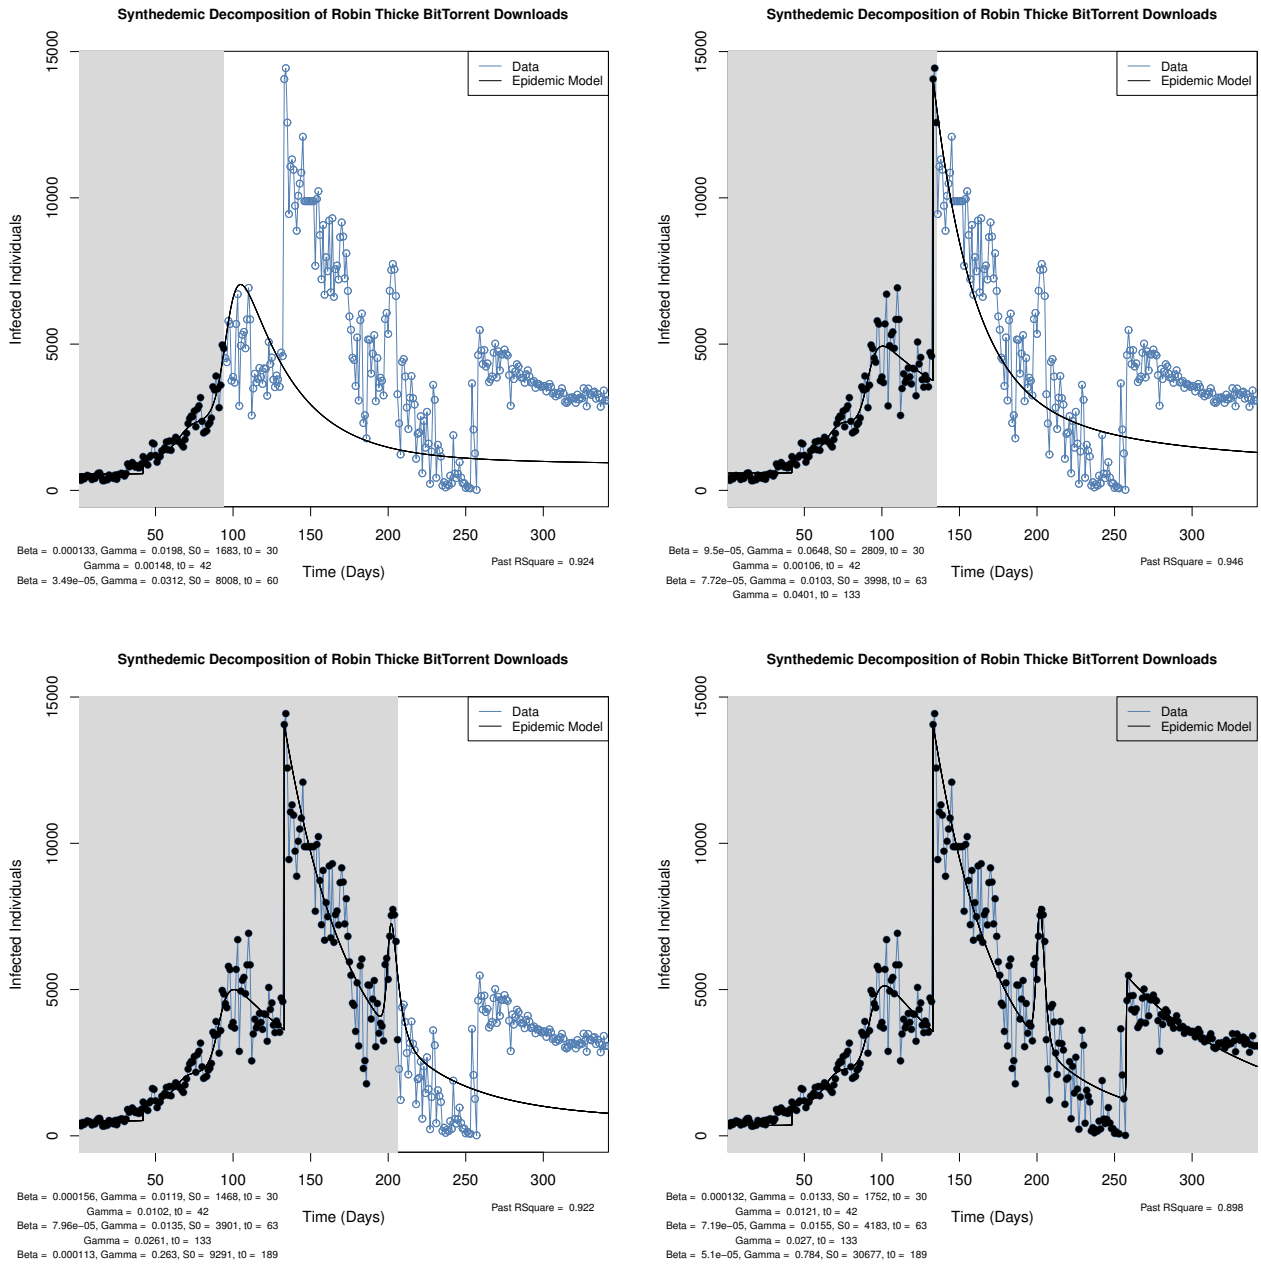 Synthedemic Decomposition of Robin Thicke BitTorrent Downloads
Infected Individuals
15000
10000
5000
0
Data
Epidemic Model
50 100 150 200 250 300
Time (Days)
Beta = 0.000133, Gamma = 0.0198, S0 = 1683, t0 = 30
Gamma = 0.00148, t0 = 42
Beta = 3.49e−05, Gamma = 0.0312, S0 = 8008, t0 = 60
Past RSquare = 0.924
Synthedemic Decomposition of Robin Thicke BitTorrent Downloads
Infected Individuals
15000
10000
5000
0
Data
Epidemic Model
50 100 150 200 250 300
Time (Days)
Beta = 9.5e−05, Gamma = 0.0648, S0 = 2809, t0 = 30
Gamma = 0.00106, t0 = 42
Beta = 7.72e−05, Gamma = 0.0103, S0 = 3998, t0 = 63
Gamma = 0.0401, t0 = 133
Past RSquare = 0.946
Synthedemic Decomposition of Robin Thicke BitTorrent Downloads
Infected Individuals
15000
10000
5000
0
Data
Epidemic Model
50 100 150 200 250 300
Time (Days)
Beta = 0.000156, Gamma = 0.0119, S0 = 1468, t0 = 30
Gamma = 0.0102, t0 = 42
Beta = 7.96e−05, Gamma = 0.0135, S0 = 3901, t0 = 63
Gamma = 0.0261, t0 = 133
Beta = 0.000113, Gamma = 0.263, S0 = 9291, t0 = 189
Past RSquare = 0.922
Synthedemic Decomposition of Robin Thicke BitTorrent Downloads
Infected Individuals
15000
10000
5000
0
Data
Epidemic Model
50 100 150 200 250 300
Time (Days)
Beta = 0.000132, Gamma = 0.0133, S0 = 1752, t0 = 30
Gamma = 0.0121, t0 = 42
Beta = 7.19e−05, Gamma = 0.0155, S0 = 4183, t0 = 63
Gamma = 0.027, t0 = 133
Beta = 5.1e−05, Gamma = 0.784, S0 = 30677, t0 = 189
Past RSquare = 0.898